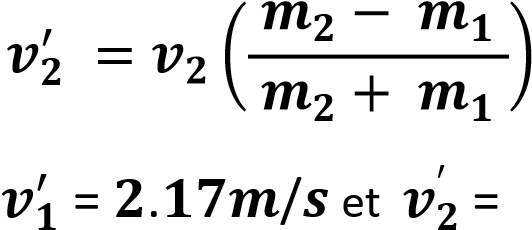 v′₂ = v₂ ( (m₂ − m₁) / (m₂ + m₁) )
v′₁ = 2.17m/s et v′₂ =